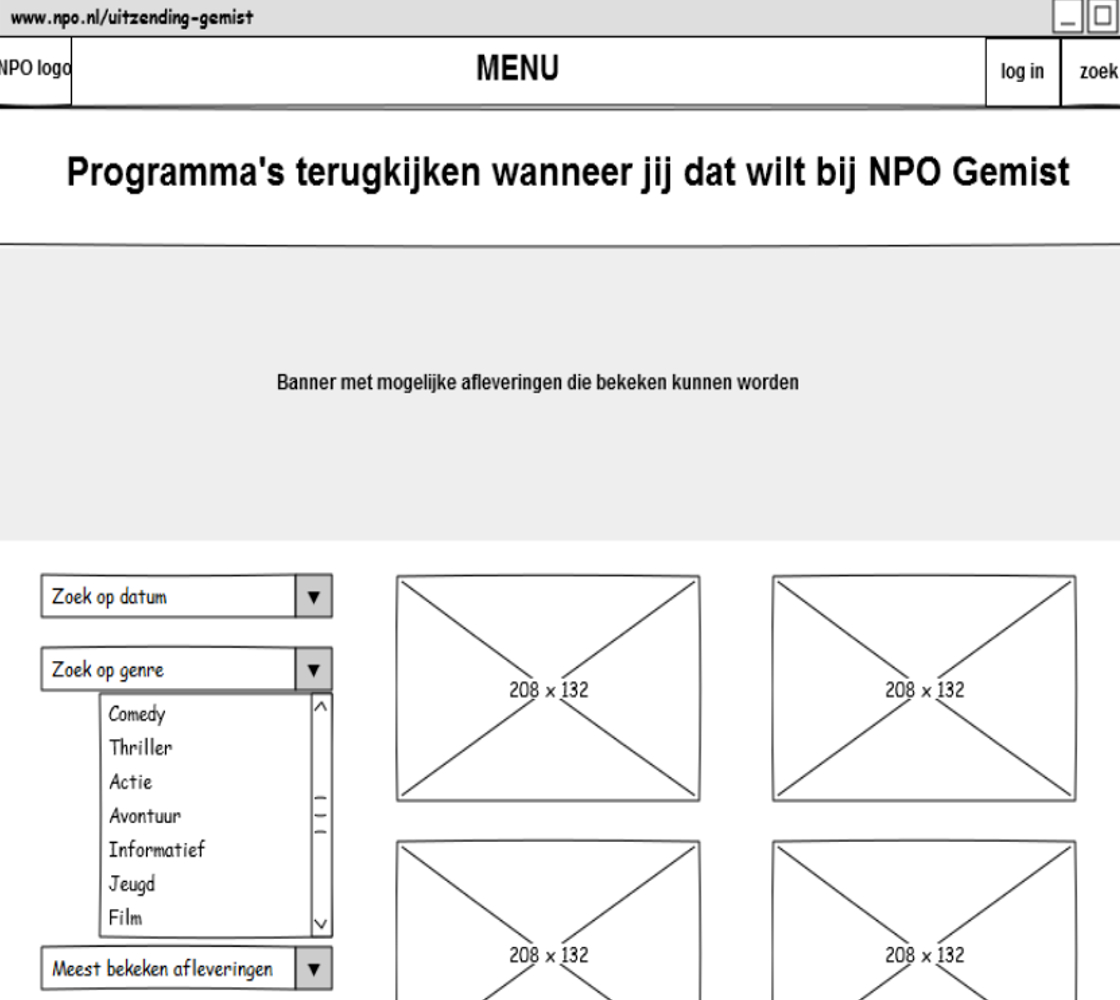 www.npo.nl/uitzending-gemist
NPO logo
MENU
log in
zoek
Programma's terugkijken wanneer jij dat wilt bij NPO Gemist
Banner met mogelijke afleveringen die bekeken kunnen worden
Zoek op datum
Zoek op genre
Comedy
Thriller
Actie
Avontuur
Informatief
Jeugd
Film
Meest bekeken afleveringen
208 x 132
208 x 132
208 x 132
208 x 132